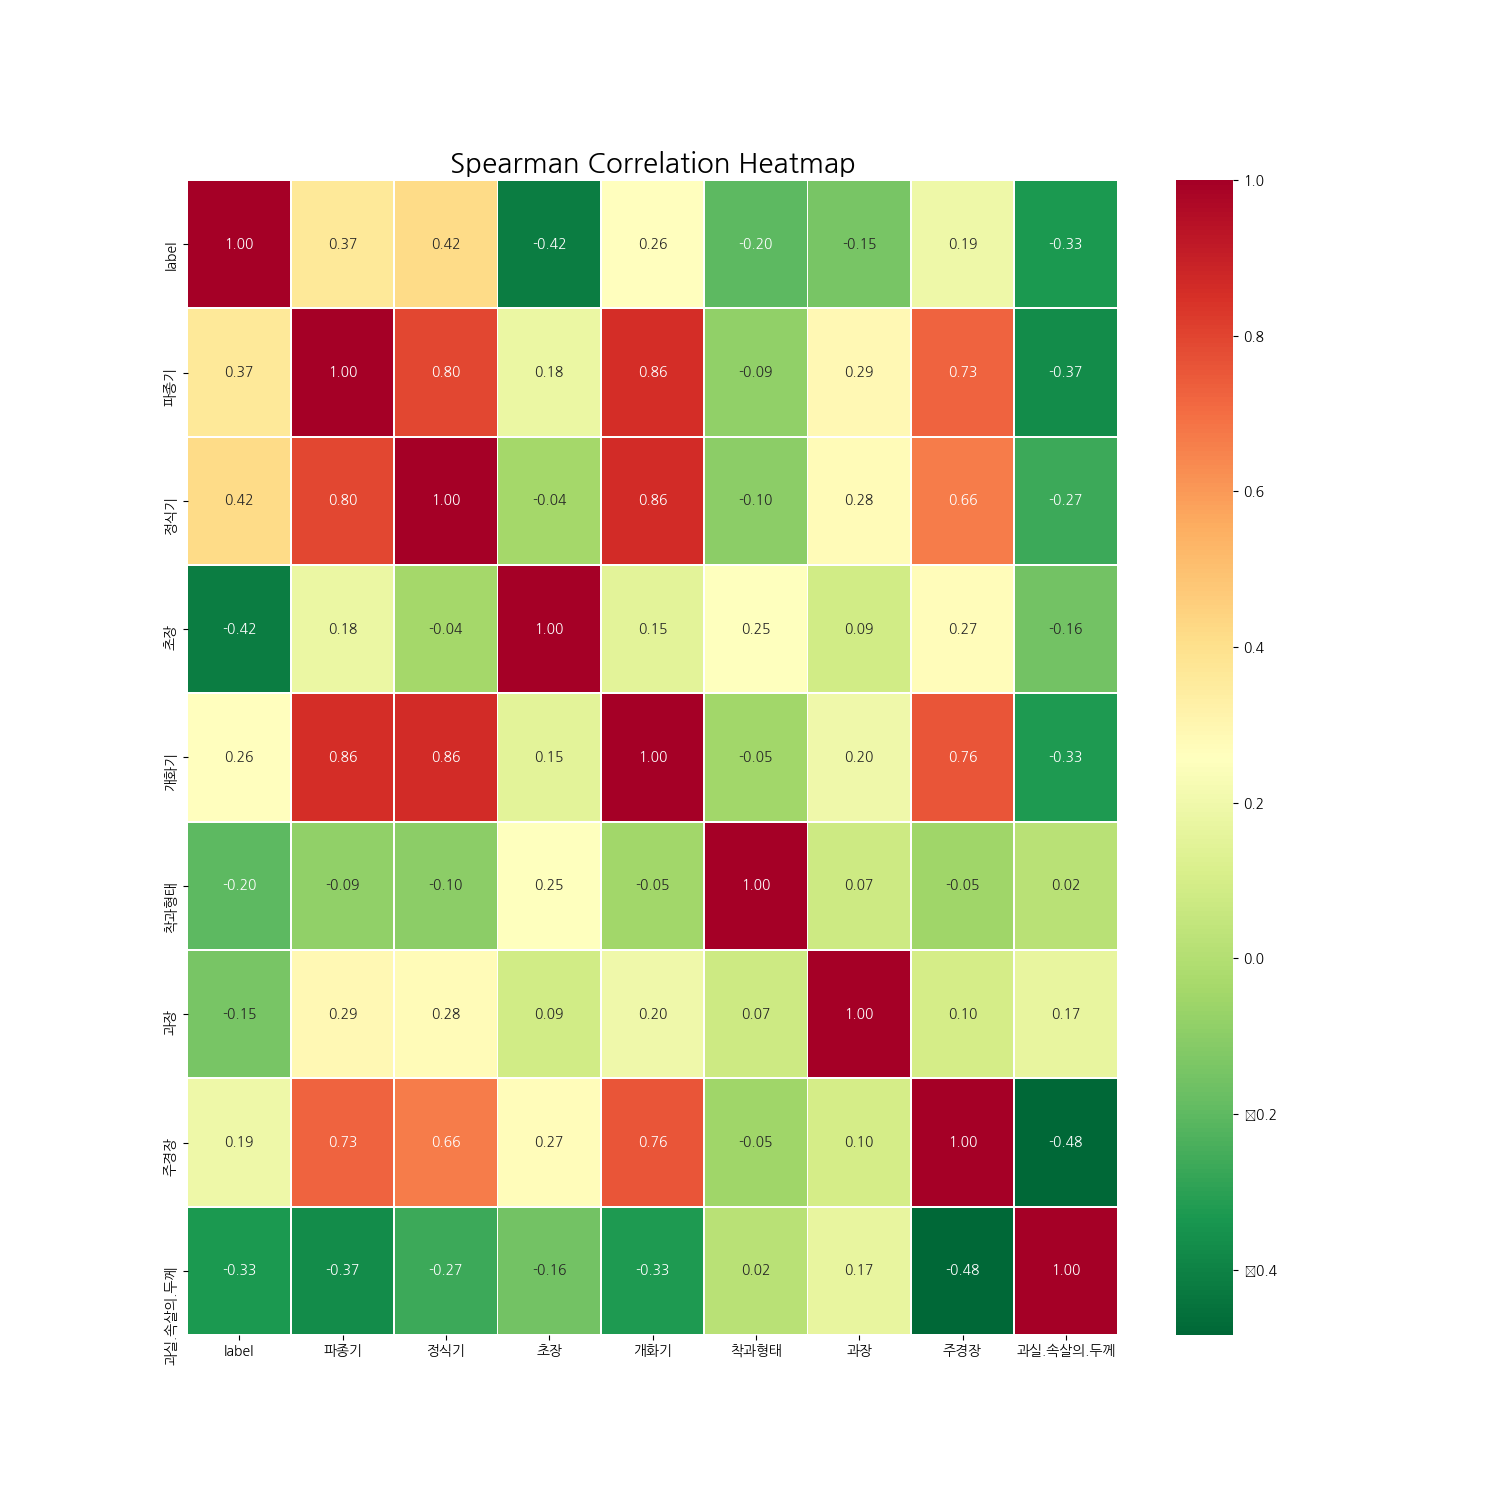 Spearman Correlation Heatmap
label 1.00 0.37 0.42 -0.42 0.26 -0.20 -0.15 0.19 -0.33
파종기 0.37 1.00 0.80 0.18 0.86 -0.09 0.29 0.73 -0.37
정식기 0.42 0.80 1.00 -0.04 0.86 -0.10 0.28 0.66 -0.27
초장 -0.42 0.18 -0.04 1.00 0.15 0.25 0.09 0.27 -0.16
개화기 0.26 0.86 0.86 0.15 1.00 -0.05 0.20 0.76 -0.33
착과형태 -0.20 -0.09 -0.10 0.25 -0.05 1.00 0.07 -0.05 0.02
과장 -0.15 0.29 0.28 0.09 0.20 0.07 1.00 0.10 0.17
주경장 0.19 0.73 0.66 0.27 0.76 -0.05 0.10 1.00 -0.48
과실.속살의.두께 -0.33 -0.37 -0.27 -0.16 -0.33 0.02 0.17 -0.48 1.00
label 파종기 정식기 초장 개화기 착과형태 과장 주경장 과실.속살의.두께
1.0
0.8
0.6
0.4
0.2
0.0
0.2
0.4